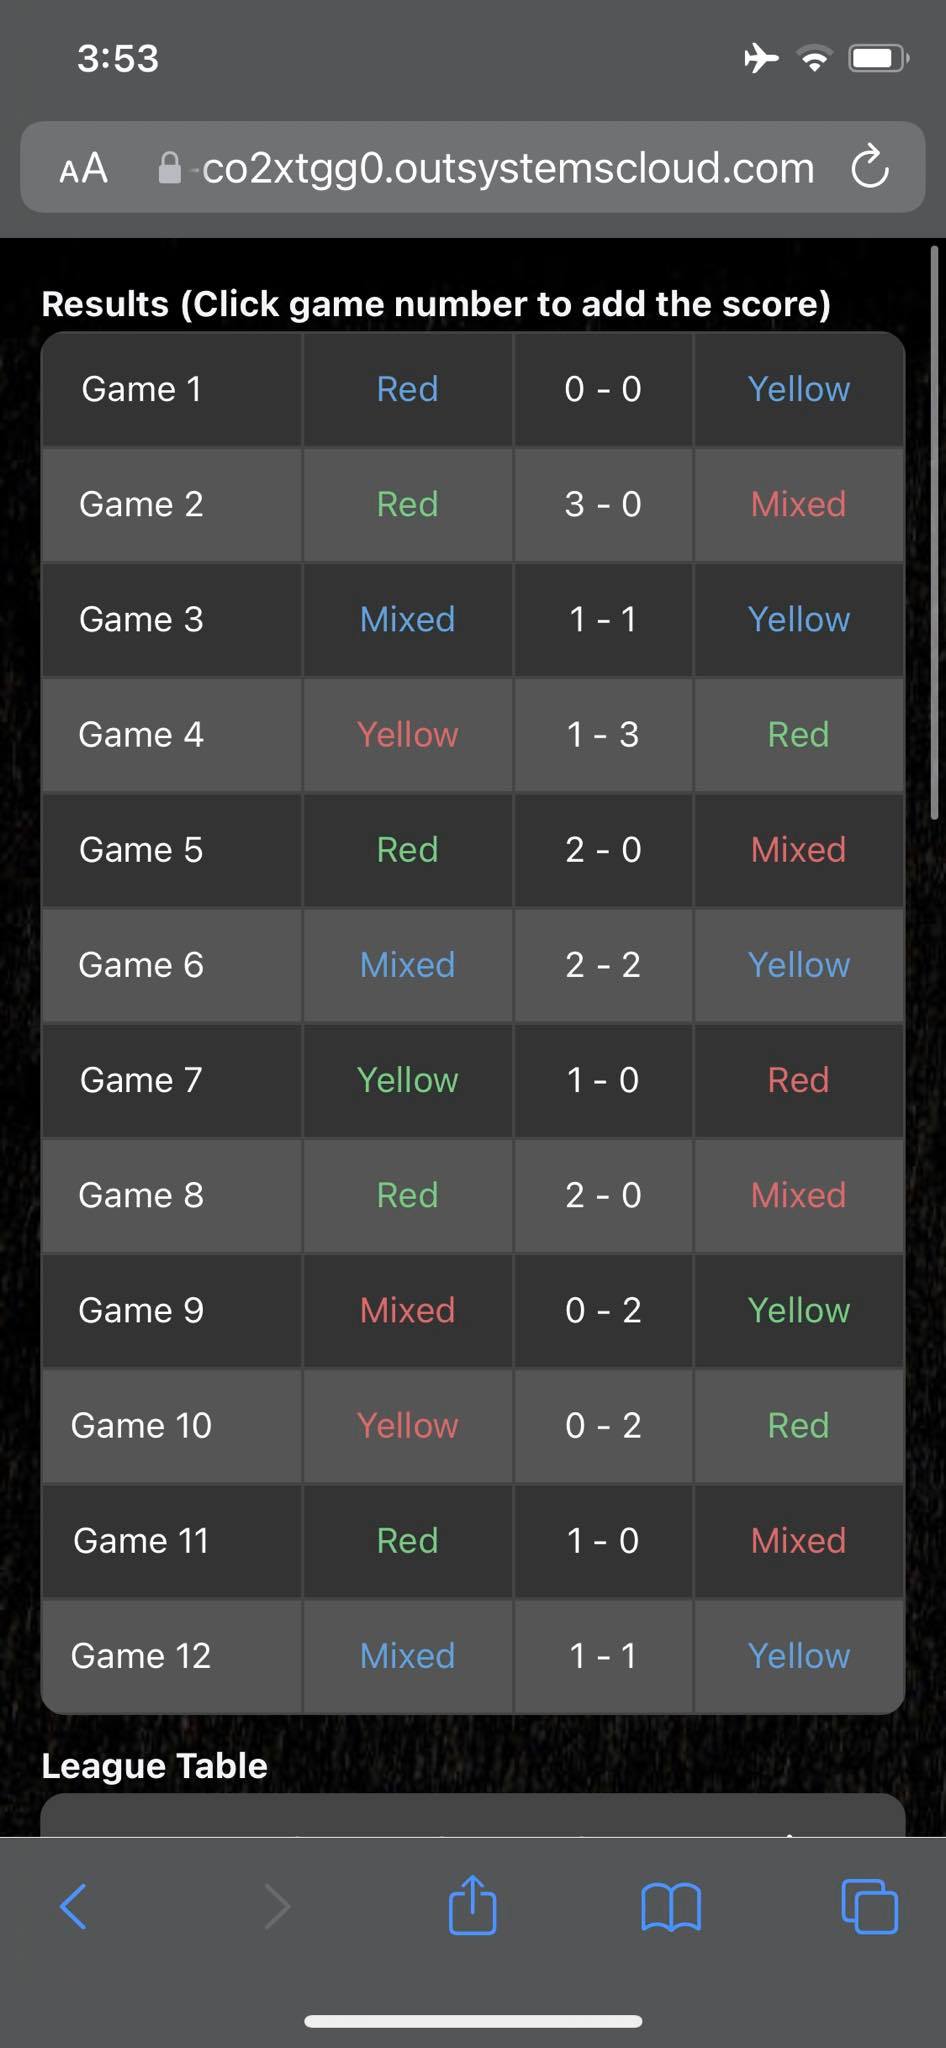 3:53
AA -co2xtgg0.outsystemscloud.com
Results (Click game number to add the score)
Game 1 Red 0 - 0 Yellow
Game 2 Red 3 - 0 Mixed
Game 3 Mixed 1 - 1 Yellow
Game 4 Yellow 1 - 3 Red
Game 5 Red 2 - 0 Mixed
Game 6 Mixed 2 - 2 Yellow
Game 7 Yellow 1 - 0 Red
Game 8 Red 2 - 0 Mixed
Game 9 Mixed 0 - 2 Yellow
Game 10 Yellow 0 - 2 Red
Game 11 Red 1 - 0 Mixed
Game 12 Mixed 1 - 1 Yellow
League Table